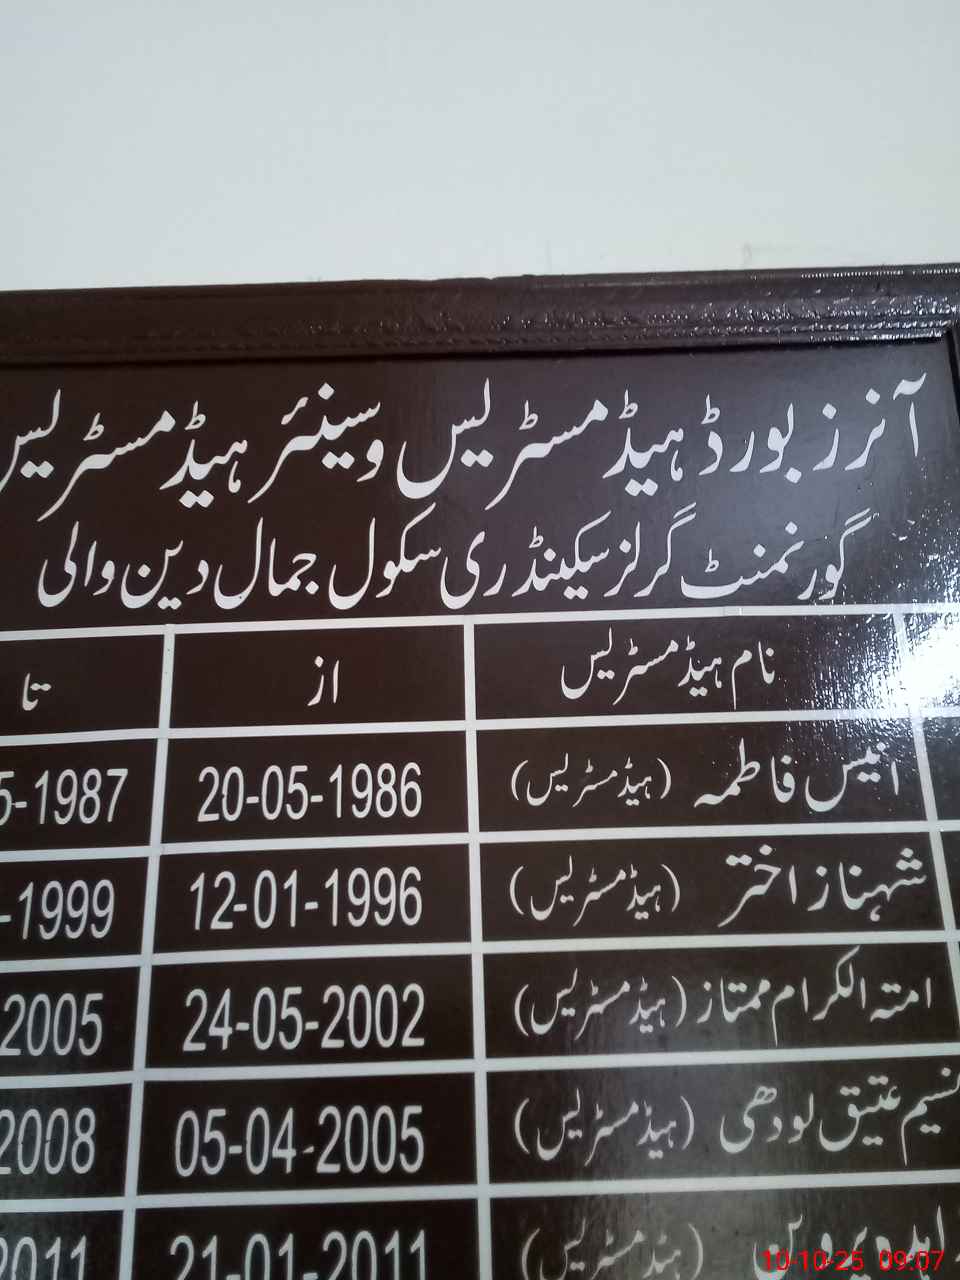 آنرز بورڈ ہیڈ مسٹریس و سینئر ہیڈ مسٹریس
گورنمنٹ گرلز سکینڈری سکول جمال دین والی
نام ہیڈ مسٹریس از تا
انیس فاطمہ (ہیڈ مسٹریس) 20-05-1986 5-1987
شہناز اختر (ہیڈ مسٹریس) 12-01-1996 -1999
امتہ الکرام ممتاز (ہیڈ مسٹریس) 24-05-2002 2005
نسیم عتیق لودھی (ہیڈ مسٹریس) 05-04-2005 2008
پروین (ہیڈ مسٹریس) 21-01-2011 2011
10-10-25 09:07